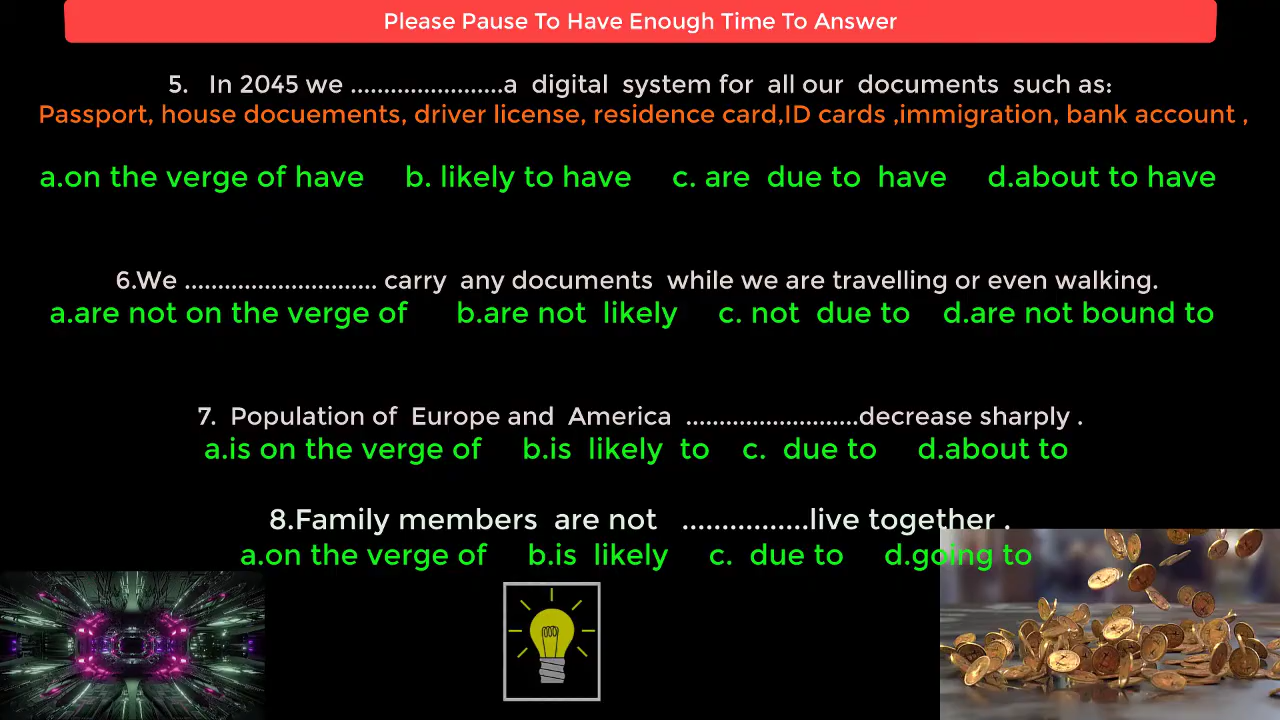 Please Pause To Have Enough Time To Answer
5. In 2045 we .......................a digital system for all our documents such as:
Passport, house docuements, driver license, residence card,ID cards ,immigration, bank account ,
a.on the verge of have b. likely to have c. are due to have d.about to have
6.We ............................. carry any documents while we are travelling or even walking.
a.are not on the verge of b.are not likely c. not due to d.are not bound to
7. Population of Europe and America ..........................decrease sharply .
a.is on the verge of b.is likely to c. due to d.about to
8.Family members are not ................live together .
a.on the verge of b.is likely c. due to d.going to